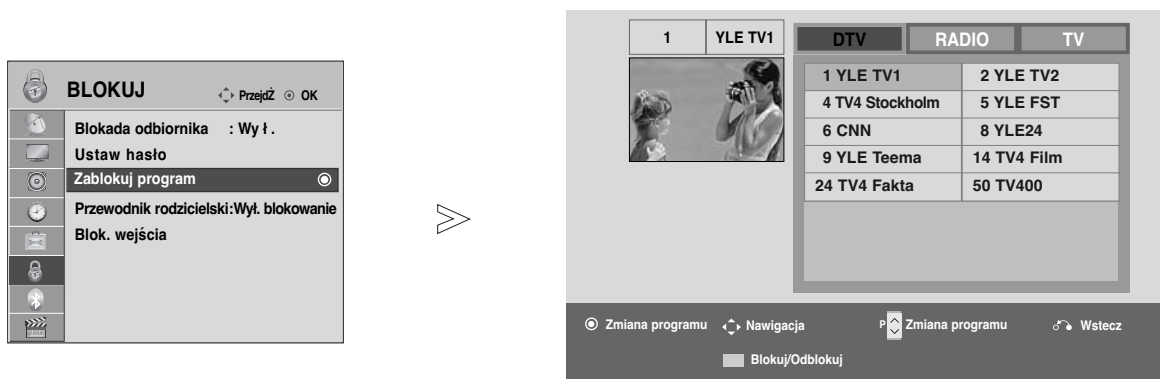 BLOKUJ
PrzejdŹ OK
Blokada odbiornika : Wy ł .
Ustaw hasło
Zablokuj program
Przewodnik rodzicielski:Wył. blokowanie
Blok. wejścia
1 YLE TV1
DTV RADIO TV
1 YLE TV1 2 YLE TV2
4 TV4 Stockholm 5 YLE FST
6 CNN 8 YLE24
9 YLE Teema 14 TV4 Film
24 TV4 Fakta 50 TV400
Zmiana programu Nawigacja P Zmiana programu Wstecz
Blokuj/Odblokuj